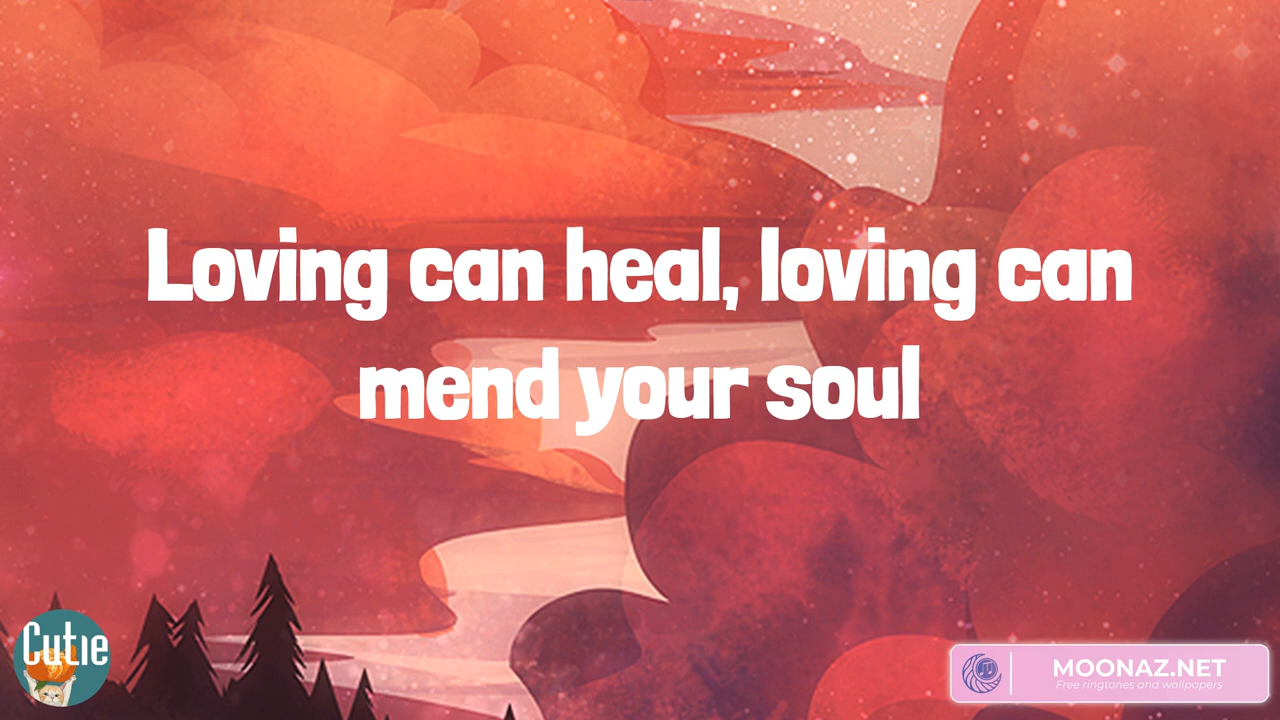 Loving can heal, loving can
mend your soul
Cutie
MOONAZ.NET
Free ringtones and wallpapers